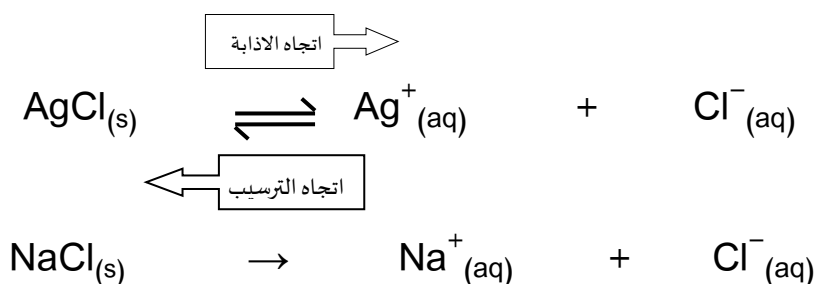 اتجاه الاذابة
AgCl(s) ⇌ Ag⁺(aq) + Cl⁻(aq)
اتجاه الترسيب
NaCl(s) → Na⁺(aq) + Cl⁻(aq)